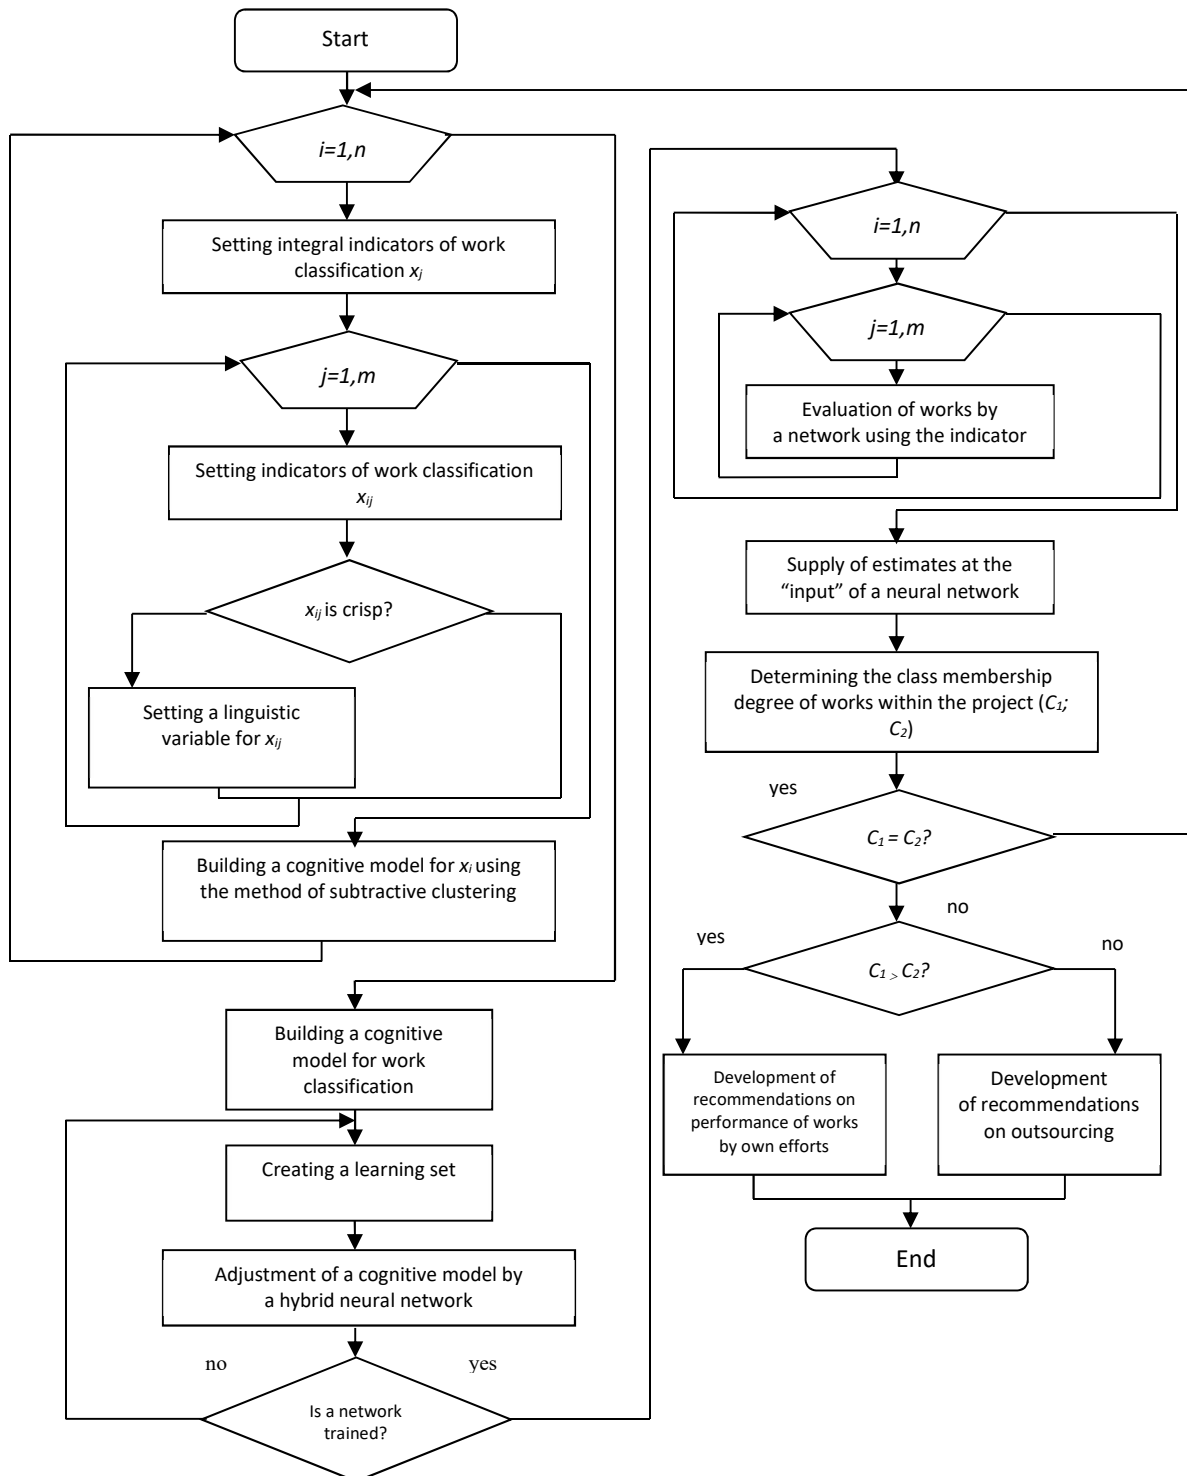 Start
i=1,n
Setting integral indicators of work
classification xj
j=1,m
Setting indicators of work classification
xij
xij is crisp?
Setting a linguistic
variable for xij
Building a cognitive model for xi using
the method of subtractive clustering
Building a cognitive
model for work
classification
Creating a learning set
Adjustment of a cognitive model by
a hybrid neural network
no
yes
Is a network
trained?
i=1,n
j=1,m
Evaluation of works by
a network using the indicator
Supply of estimates at the
“input” of a neural network
Determining the class membership
degree of works within the project (C1;
C2)
yes
C1 = C2?
no
yes
no
C1 > C2?
Development of
recommendations on
performance of works
by own efforts
Development
of recommendations
on outsourcing
End